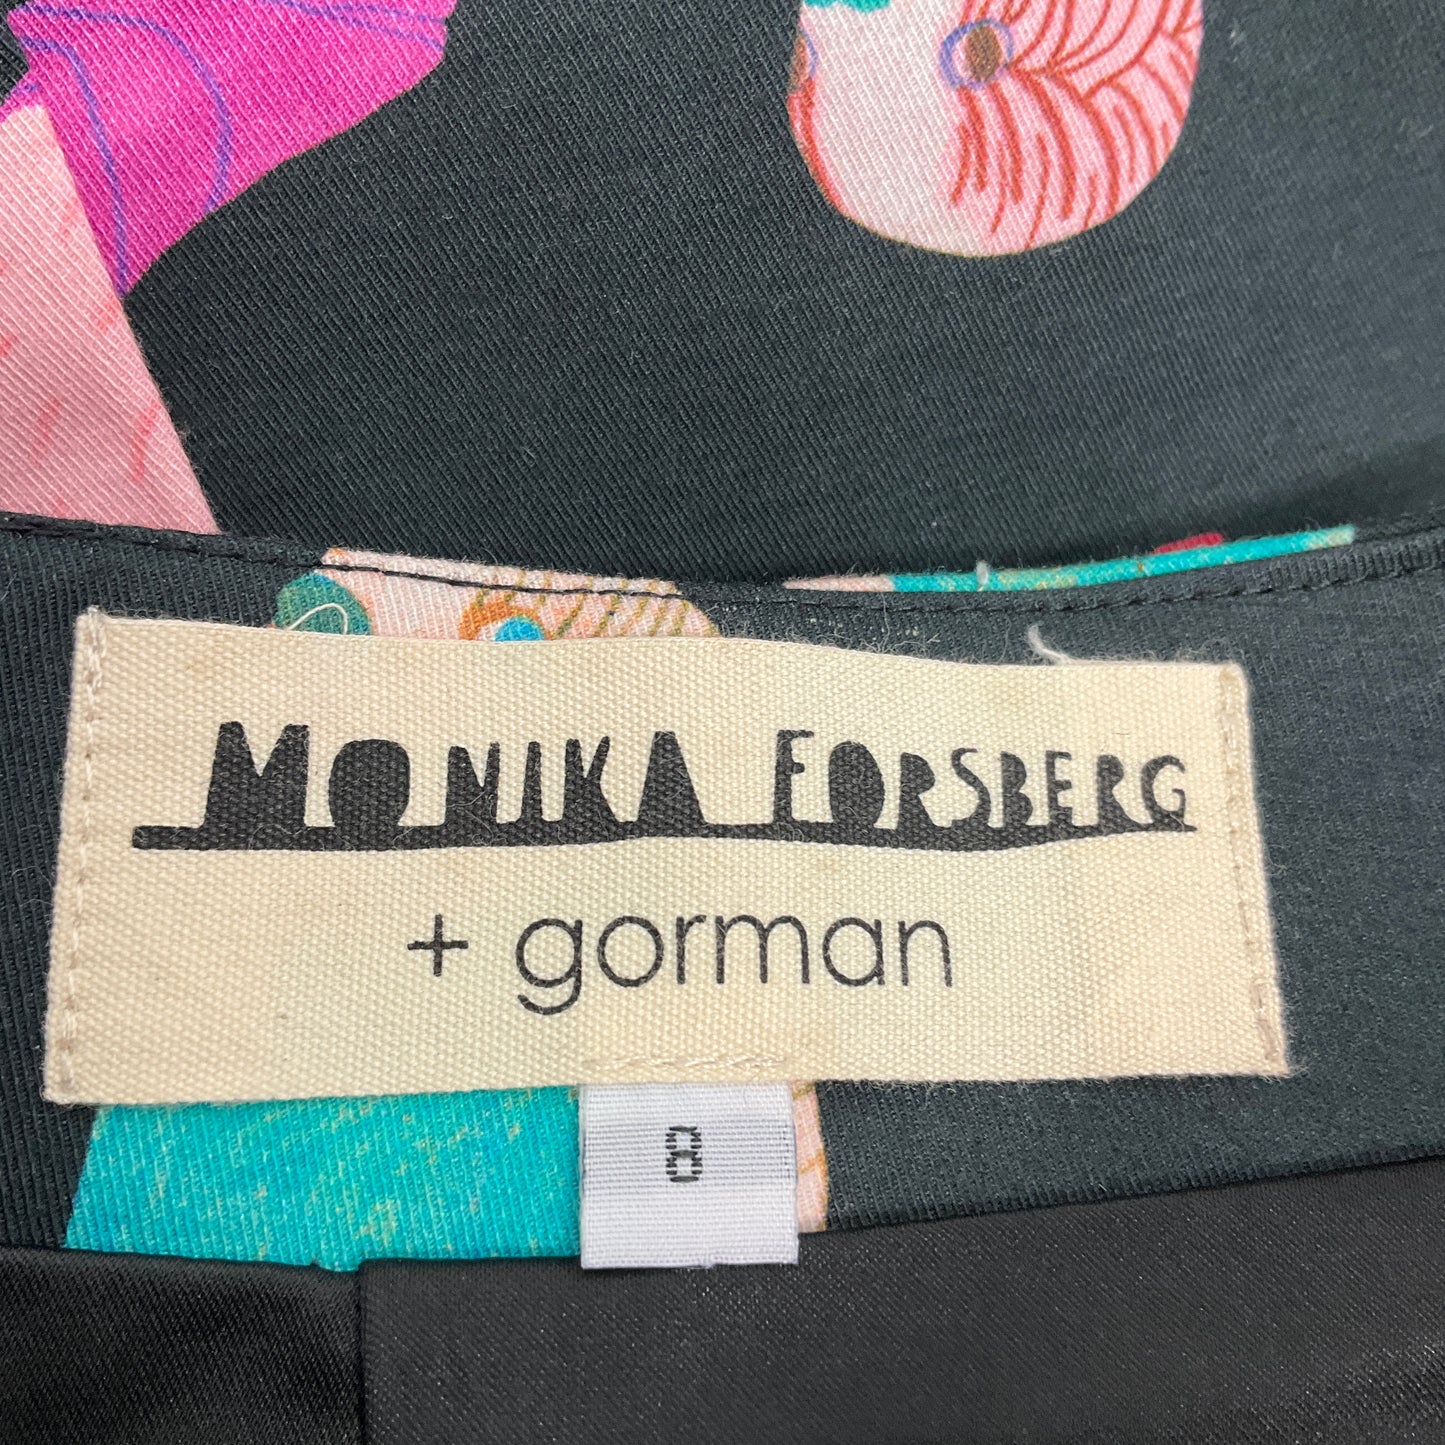 MONIKA FORSBERG
+ gorman
8